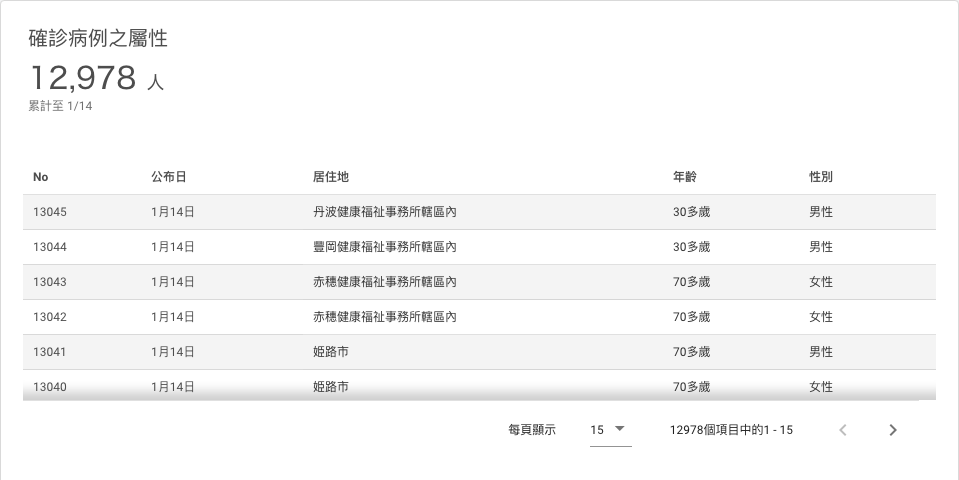 確診病例之屬性
12,978 人
累計至 1/14
No 公布日 居住地 年齡 性別
13045 1月14日 丹波健康福祉事務所轄區內 30多歲 男性
13044 1月14日 豐岡健康福祉事務所轄區內 30多歲 男性
13043 1月14日 赤穗健康福祉事務所轄區內 70多歲 女性
13042 1月14日 赤穗健康福祉事務所轄區內 70多歲 女性
13041 1月14日 姬路市 70多歲 男性
13040 1月14日 姬路市 70多歲 女性
每頁顯示 15 12978個項目中的1 - 15